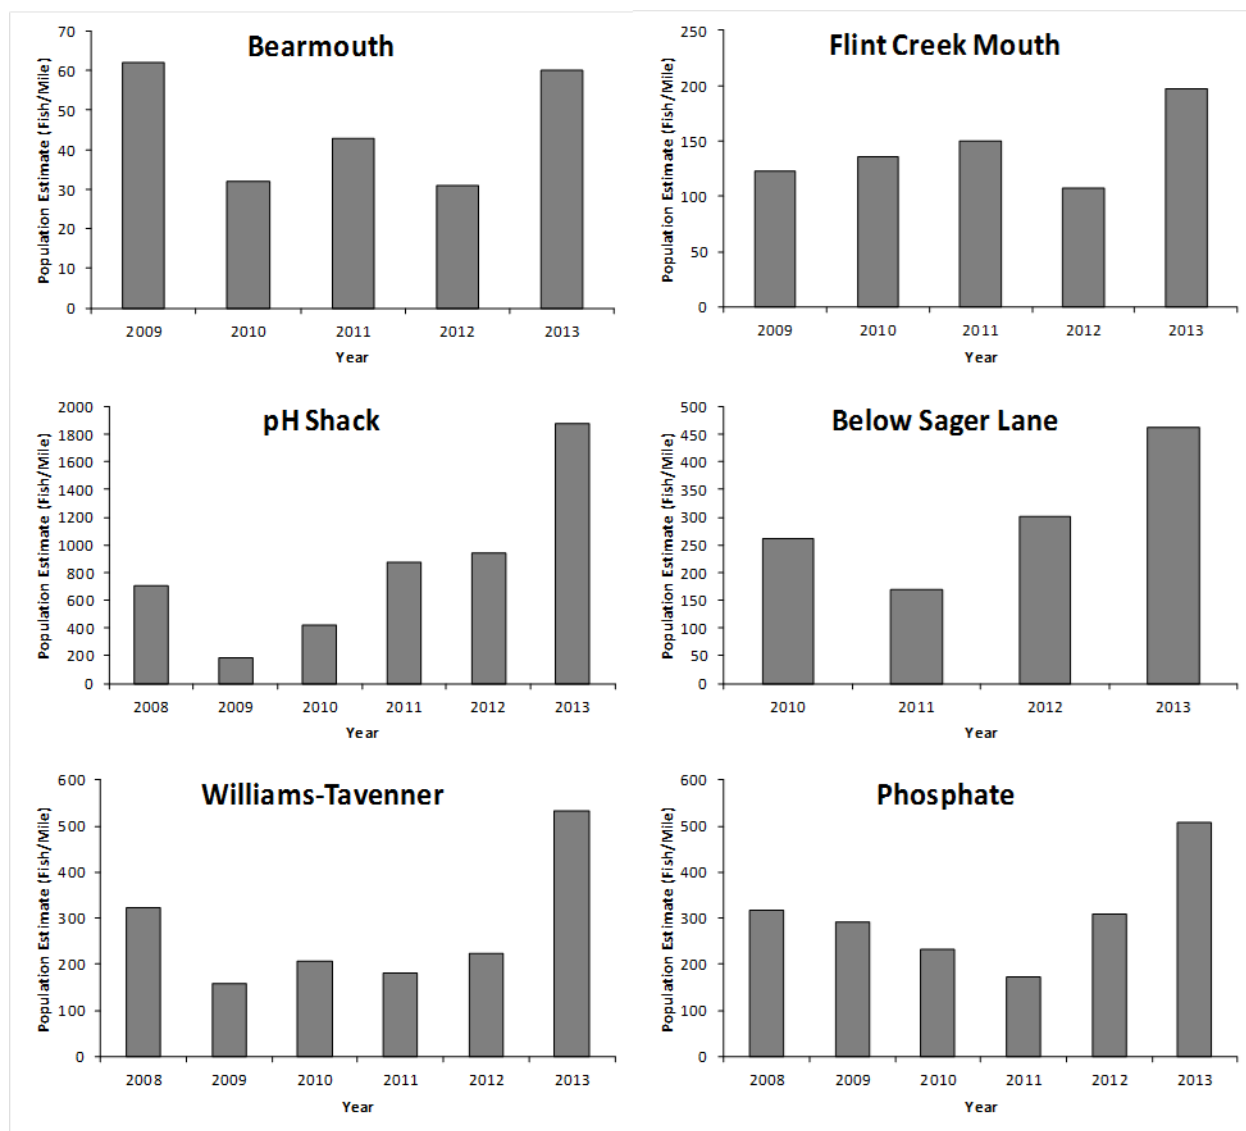 Bearmouth
Population Estimate (Fish/Mile)
70
60
50
40
30
20
10
0
2009 2010 2011 2012 2013
Year
Flint Creek Mouth
Population Estimate (Fish/Mile)
250
200
150
100
50
0
2009 2010 2011 2012 2013
Year
pH Shack
Population Estimate (Fish/Mile)
2000
1800
1600
1400
1200
1000
800
600
400
200
0
2008 2009 2010 2011 2012 2013
Year
Below Sager Lane
Population Estimate (Fish/Mile)
500
450
400
350
300
250
200
150
100
50
0
2010 2011 2012 2013
Year
Williams-Tavenner
Population Estimate (Fish/Mile)
600
500
400
300
200
100
0
2008 2009 2010 2011 2012 2013
Year
Phosphate
Population Estimate (Fish/Mile)
600
500
400
300
200
100
0
2008 2009 2010 2011 2012 2013
Year